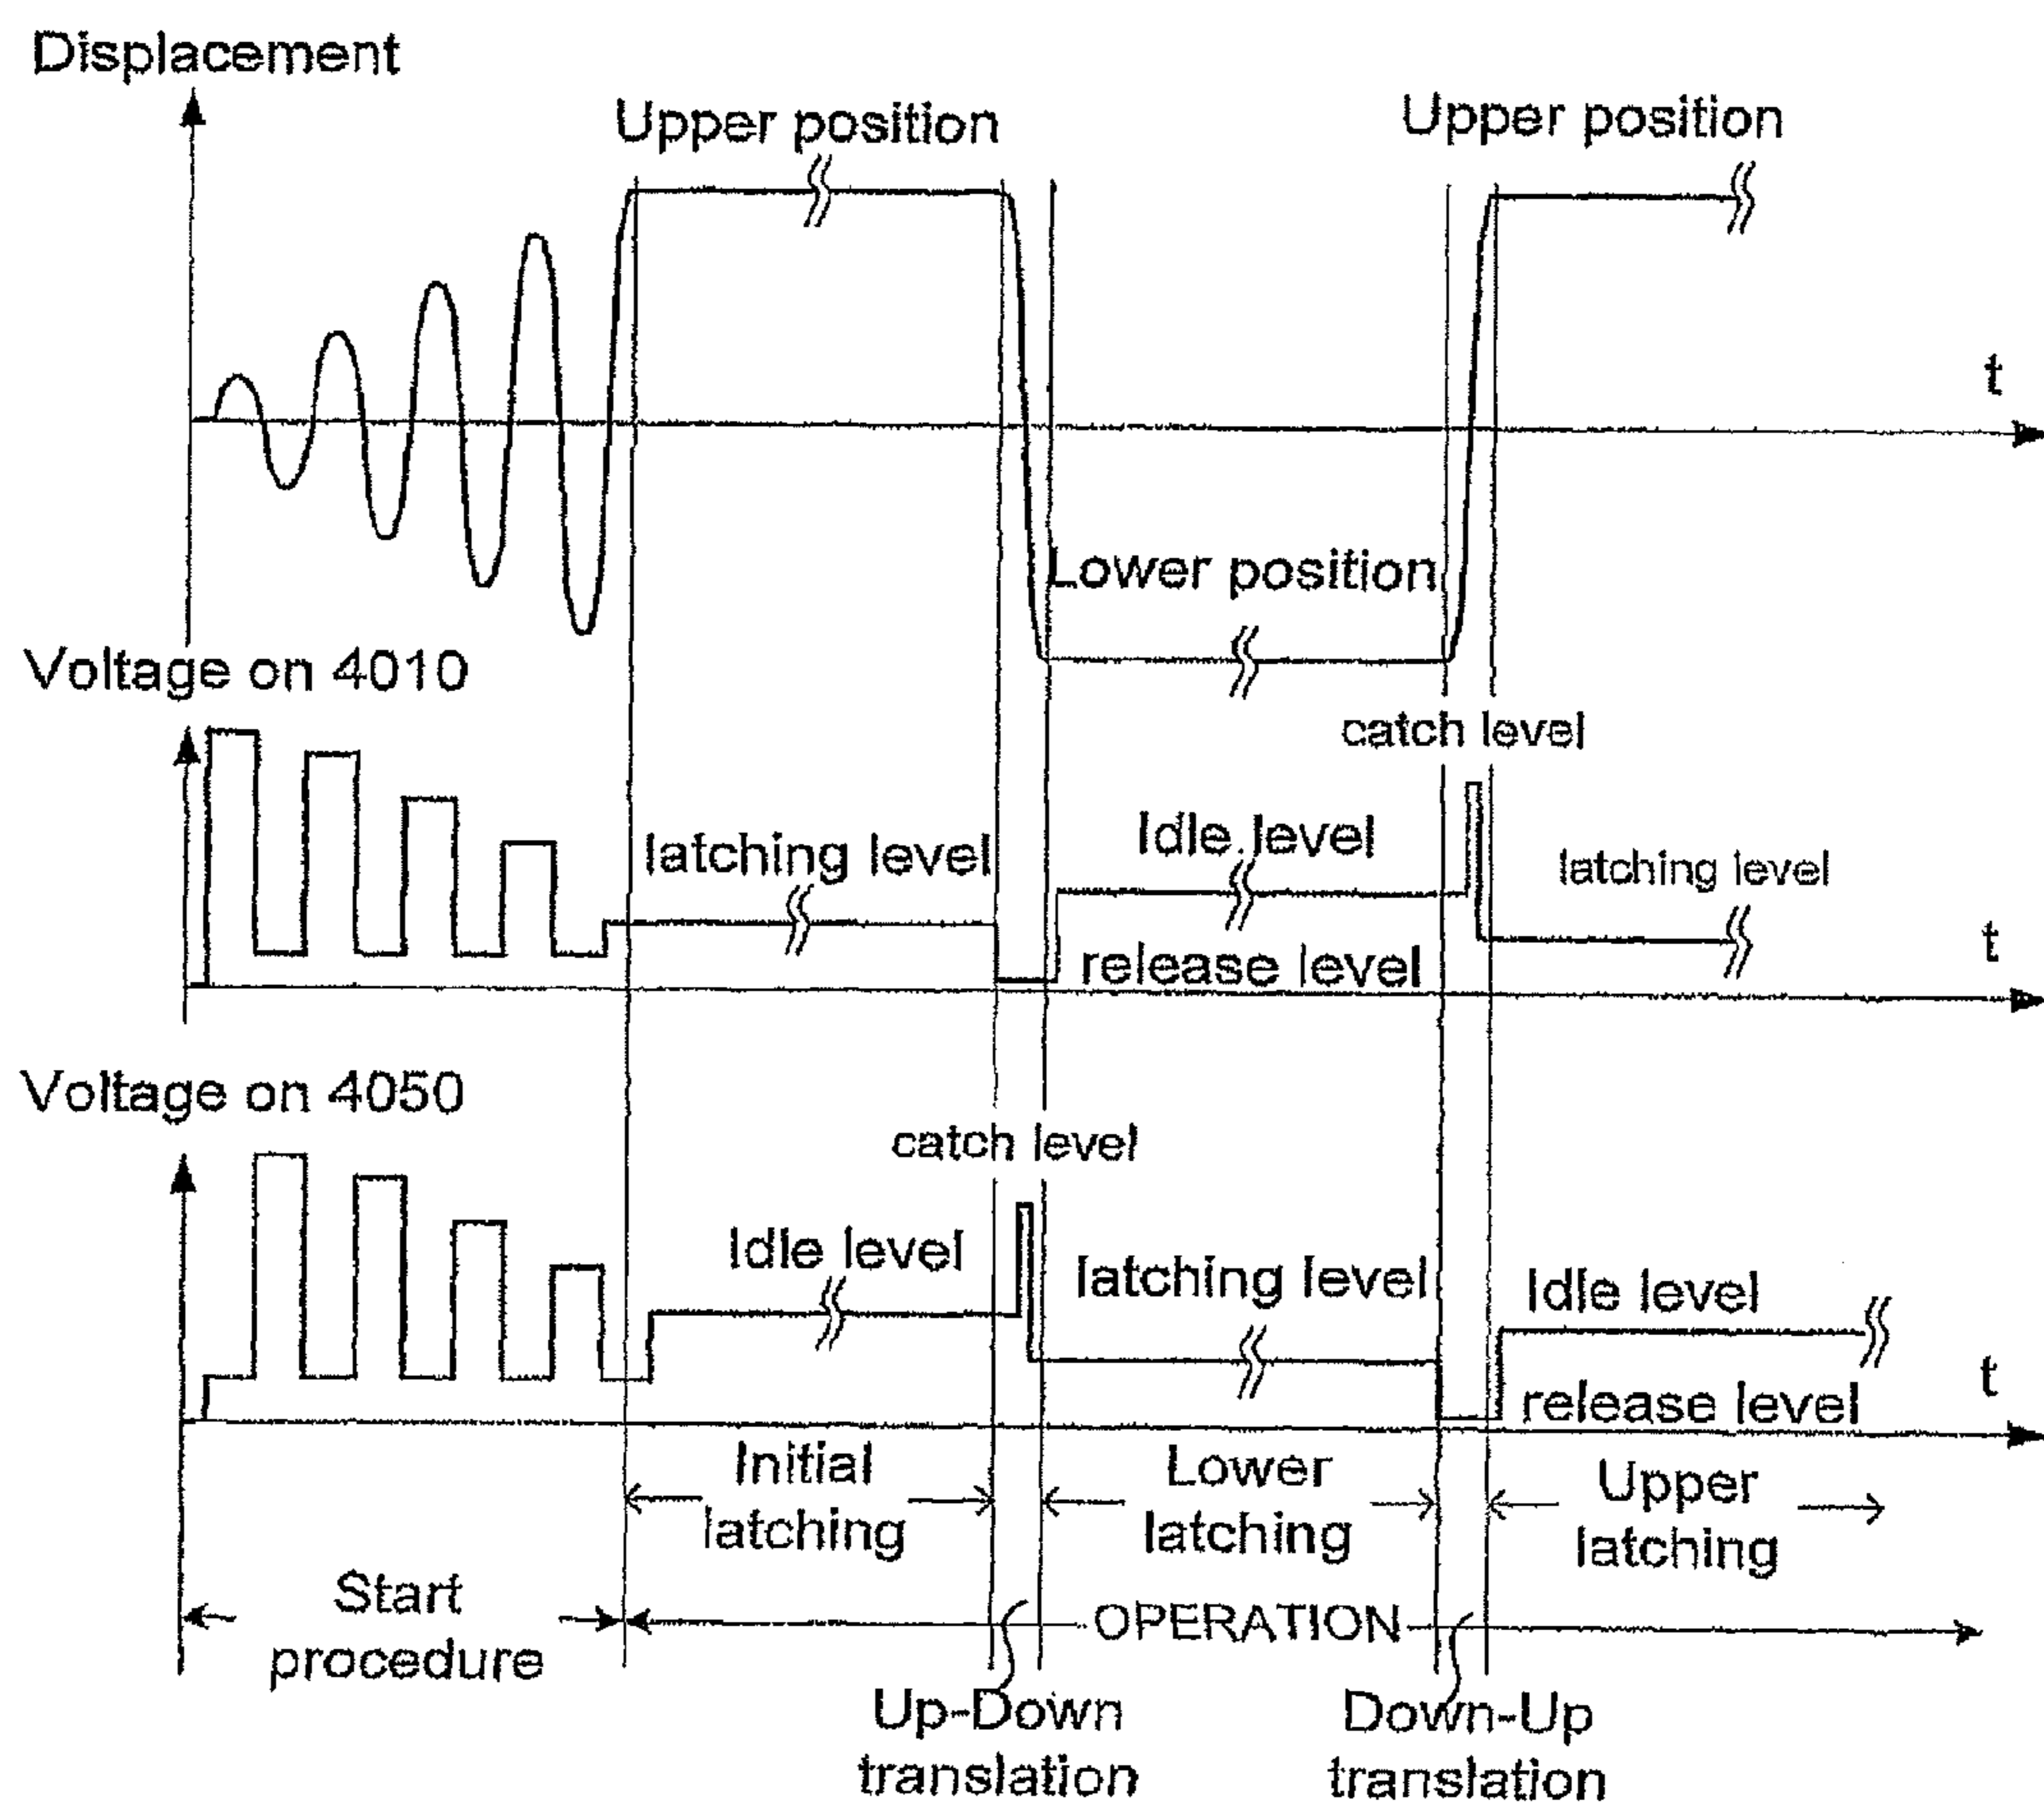 Displacement
Upper position
Upper position
t
Lower position
Voltage on 4010
catch level
Idle level
latching level
latching level
release level
t
Voltage on 4050
catch level
Idle level
latching level
Idle level
release level
t
Initial
latching
Lower
latching
Upper
latching
Start
procedure
OPERATION
Up-Down
translation
Down-Up
translation